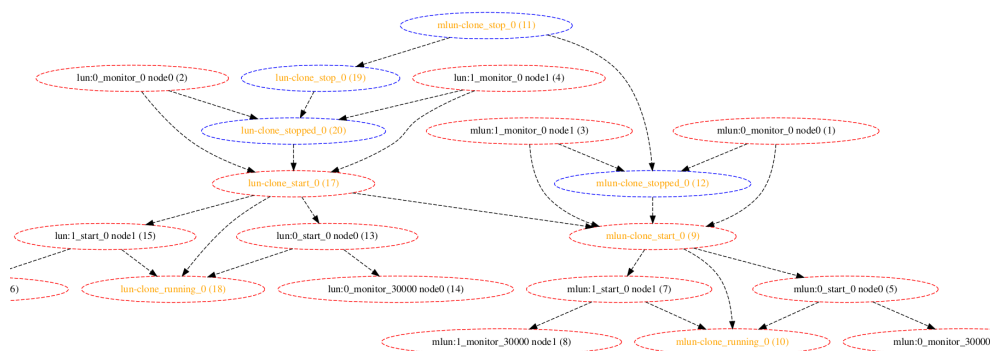 mlun-clone_stop_0 (11)
lun:0_monitor_0 node0 (2)
lun-clone_stop_0 (19)
lun:1_monitor_0 node1 (4)
lun-clone_stopped_0 (20)
mlun:1_monitor_0 node1 (3)
mlun:0_monitor_0 node0 (1)
lun-clone_start_0 (17)
mlun-clone_stopped_0 (12)
lun:1_start_0 node1 (15)
lun:0_start_0 node0 (13)
mlun-clone_start_0 (9)
6)
lun-clone_running_0 (18)
lun:0_monitor_30000 node0 (14)
mlun:1_start_0 node1 (7)
mlun:0_start_0 node0 (5)
mlun:1_monitor_30000 node1 (8)
mlun-clone_running_0 (10)
mlun:0_monitor_30000